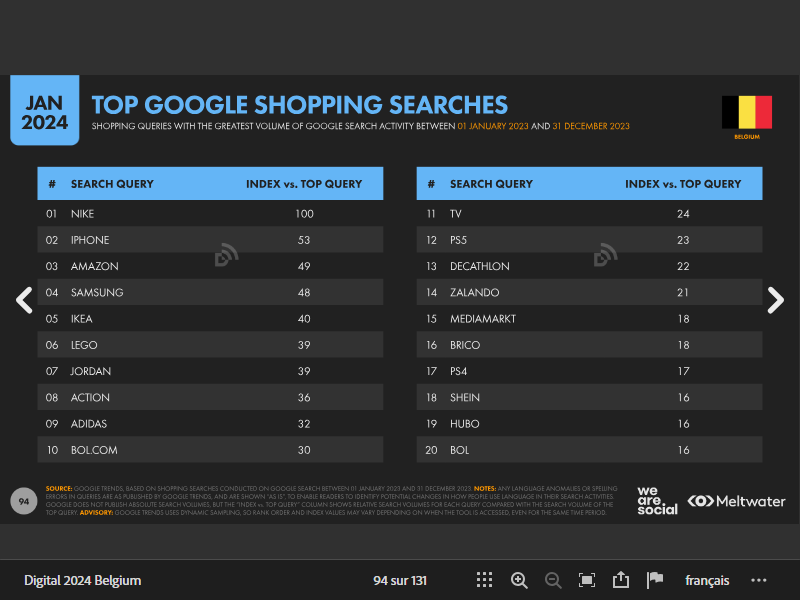 JAN
2024
TOP GOOGLE SHOPPING SEARCHES
SHOPPING QUERIES WITH THE GREATEST VOLUME OF GOOGLE SEARCH ACTIVITY BETWEEN 01 JANUARY 2023 AND 31 DECEMBER 2023
BELGIUM
# SEARCH QUERY INDEX vs. TOP QUERY
01 NIKE 100
02 IPHONE 53
03 AMAZON 49
04 SAMSUNG 48
05 IKEA 40
06 LEGO 39
07 JORDAN 39
08 ACTION 36
09 ADIDAS 32
10 BOL.COM 30
# SEARCH QUERY INDEX vs. TOP QUERY
11 TV 24
12 PS5 23
13 DECATHLON 22
14 ZALANDO 21
15 MEDIAMARKT 18
16 BRICO 18
17 PS4 17
18 SHEIN 16
19 HUBO 16
20 BOL 16
94
SOURCE: GOOGLE TRENDS, BASED ON SHOPPING SEARCHES CONDUCTED ON GOOGLE SEARCH BETWEEN 01 JANUARY 2023 AND 31 DECEMBER 2023. NOTES: ANY LANGUAGE ANOMALIES OR SPELLING
ERRORS IN QUERIES ARE AS PUBLISHED BY GOOGLE TRENDS, AND ARE SHOWN "AS IS", TO ENABLE READERS TO IDENTIFY POTENTIAL CHANGES IN HOW PEOPLE USE LANGUAGE IN THEIR SEARCH ACTIVITIES.
GOOGLE DOES NOT PUBLISH ABSOLUTE SEARCH VOLUMES, BUT THE "INDEX vs. TOP QUERY" COLUMN SHOWS RELATIVE SEARCH VOLUMES FOR EACH QUERY COMPARED WITH THE SEARCH VOLUME OF THE
TOP QUERY. ADVISORY: GOOGLE TRENDS USES DYNAMIC SAMPLING, SO RANK ORDER AND INDEX VALUES MAY VARY DEPENDING ON WHEN THE TOOL IS ACCESSED, EVEN FOR THE SAME TIME PERIOD.
we
are.
social
Meltwater
Digital 2024 Belgium
94 sur 131
français